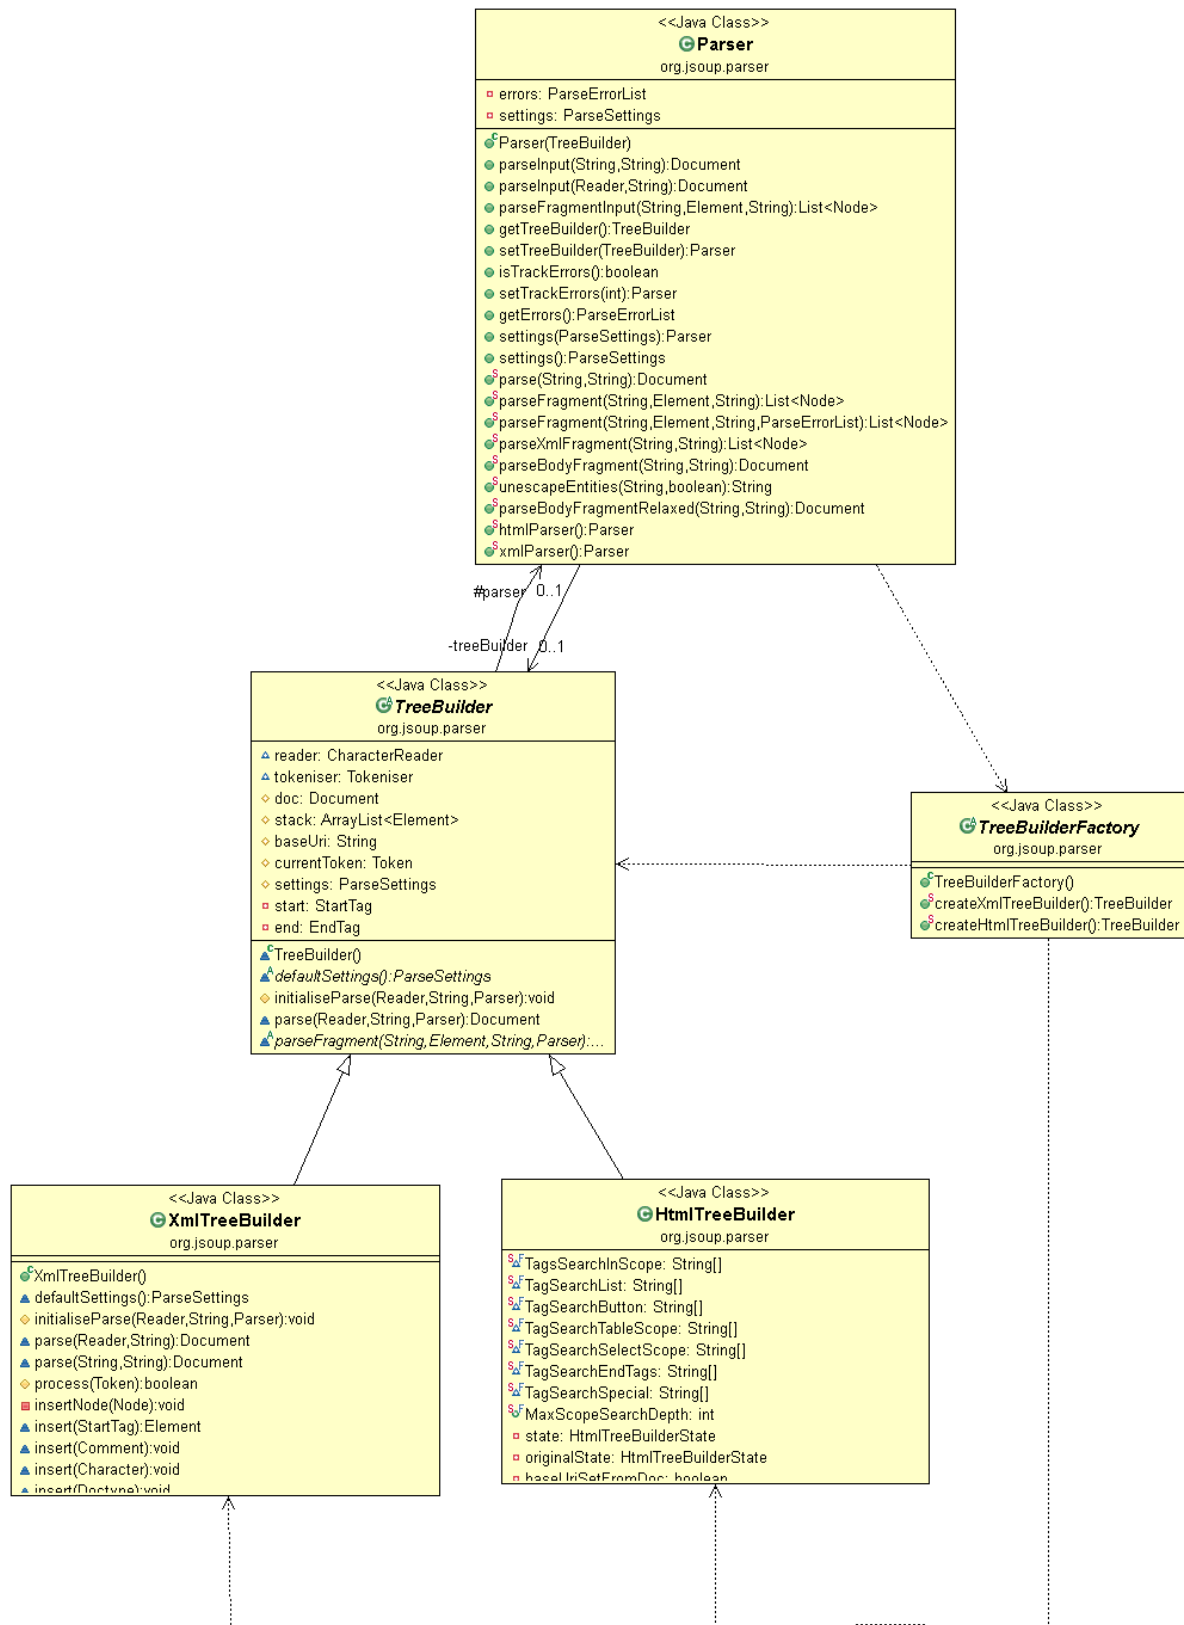 <<Java Class>>
Parser
org.jsoup.parser
errors: ParseErrorList
settings: ParseSettings
Parser(TreeBuilder)
parseInput(String,String):Document
parseInput(Reader,String):Document
parseFragmentInput(String,Element,String):List<Node>
getTreeBuilder():TreeBuilder
setTreeBuilder(TreeBuilder):Parser
isTrackErrors():boolean
setTrackErrors(int):Parser
getErrors():ParseErrorList
settings(ParseSettings):Parser
settings():ParseSettings
parse(String,String):Document
parseFragment(String,Element,String):List<Node>
parseFragment(String,Element,String,ParseErrorList):List<Node>
parseXmlFragment(String,String):List<Node>
parseBodyFragment(String,String):Document
unescapeEntities(String,boolean):String
parseBodyFragmentRelaxed(String,String):Document
htmlParser():Parser
xmlParser():Parser
#parser 0..1
-treeBuilder 0..1
<<Java Class>>
TreeBuilder
org.jsoup.parser
reader: CharacterReader
tokeniser: Tokeniser
doc: Document
stack: ArrayList<Element>
baseUri: String
currentToken: Token
settings: ParseSettings
start: StartTag
end: EndTag
TreeBuilder()
defaultSettings():ParseSettings
initialiseParse(Reader,String,Parser):void
parse(Reader,String,Parser):Document
parseFragment(String,Element,String,Parser):...
<<Java Class>>
TreeBuilderFactory
org.jsoup.parser
TreeBuilderFactory()
createXmlTreeBuilder():TreeBuilder
createHtmlTreeBuilder():TreeBuilder
<<Java Class>>
XmlTreeBuilder
org.jsoup.parser
XmlTreeBuilder()
defaultSettings():ParseSettings
initialiseParse(Reader,String,Parser):void
parse(Reader,String):Document
parse(String,String):Document
process(Token):boolean
insertNode(Node):void
insert(StartTag):Element
insert(Comment):void
insert(Character):void
insert(Doctype):void
<<Java Class>>
HtmlTreeBuilder
org.jsoup.parser
TagsSearchInScope: String[]
TagSearchList: String[]
TagSearchButton: String[]
TagSearchTableScope: String[]
TagSearchSelectScope: String[]
TagSearchEndTags: String[]
TagSearchSpecial: String[]
MaxScopeSearchDepth: int
state: HtmlTreeBuilderState
originalState: HtmlTreeBuilderState
baseUriSetFromDoc: boolean